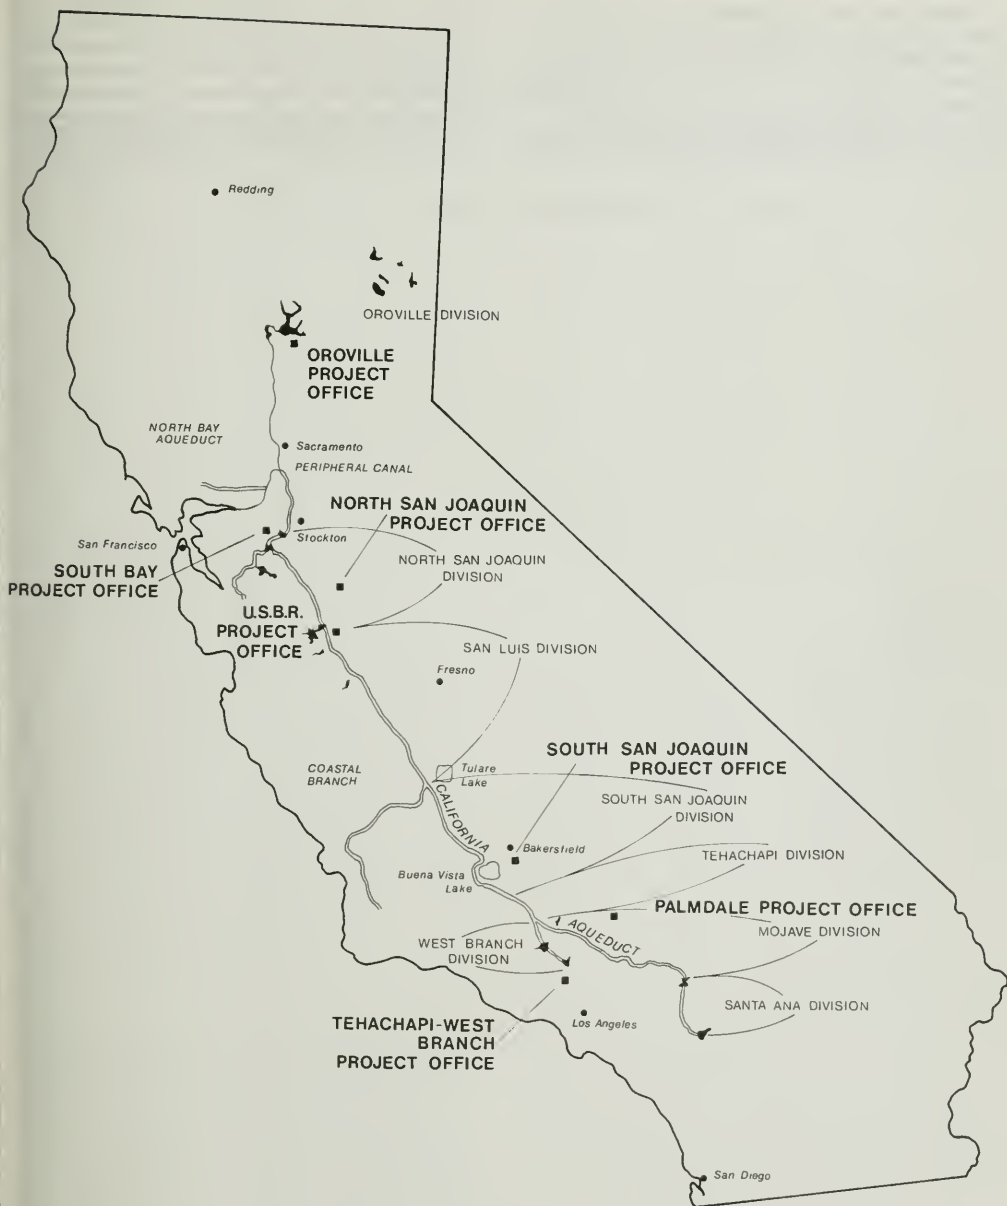 Redding
OROVILLE DIVISION
OROVILLE
PROJECT
OFFICE
NORTH BAY
AQUEDUCT
Sacramento
PERIPHERAL CANAL
NORTH SAN JOAQUIN
PROJECT OFFICE
San Francisco
Stockton
SOUTH BAY
PROJECT OFFICE
NORTH SAN JOAQUIN
DIVISION
U.S.B.R.
PROJECT
OFFICE
SAN LUIS DIVISION
Fresno
SOUTH SAN JOAQUIN
PROJECT OFFICE
COASTAL
BRANCH
Tulare
Lake
CALIFORNIA
SOUTH SAN JOAQUIN
DIVISION
Bakersfield
TEHACHAPI DIVISION
Buena Vista
Lake
PALMDALE PROJECT OFFICE
MOJAVE DIVISION
AQUEDUCT
WEST BRANCH
DIVISION
SANTA ANA DIVISION
TEHACHAPI-WEST
BRANCH
PROJECT OFFICE
Los Angeles
San Diego